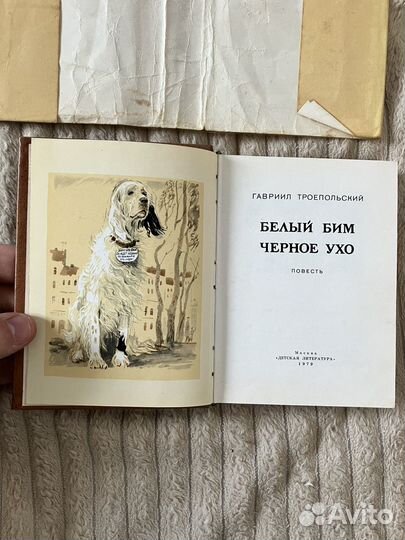 ГАВРИИЛ ТРОЕПОЛЬСКИЙ
БЕЛЫЙ БИМ
ЧЕРНОЕ УХО
ПОВЕСТЬ
Москва
«ДЕТСКАЯ ЛИТЕРАТУРА»
1979
Avito